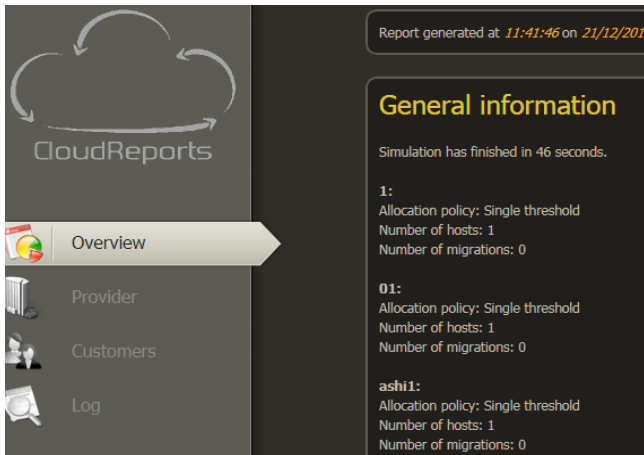 CloudReports
Overview
Provider
Customers
Log
Report generated at 11:41:46 on 21/12/201
General information
Simulation has finished in 46 seconds.
1:
Allocation policy: Single threshold
Number of hosts: 1
Number of migrations: 0
01:
Allocation policy: Single threshold
Number of hosts: 1
Number of migrations: 0
ashi1:
Allocation policy: Single threshold
Number of hosts: 1
Number of migrations: 0